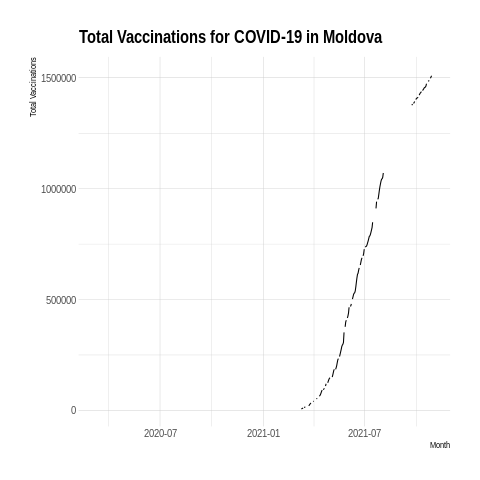 Total Vaccinations for COVID-19 in Moldova
Total Vaccinations
1500000
1000000
500000
0
2020-07
2021-01
2021-07
Month